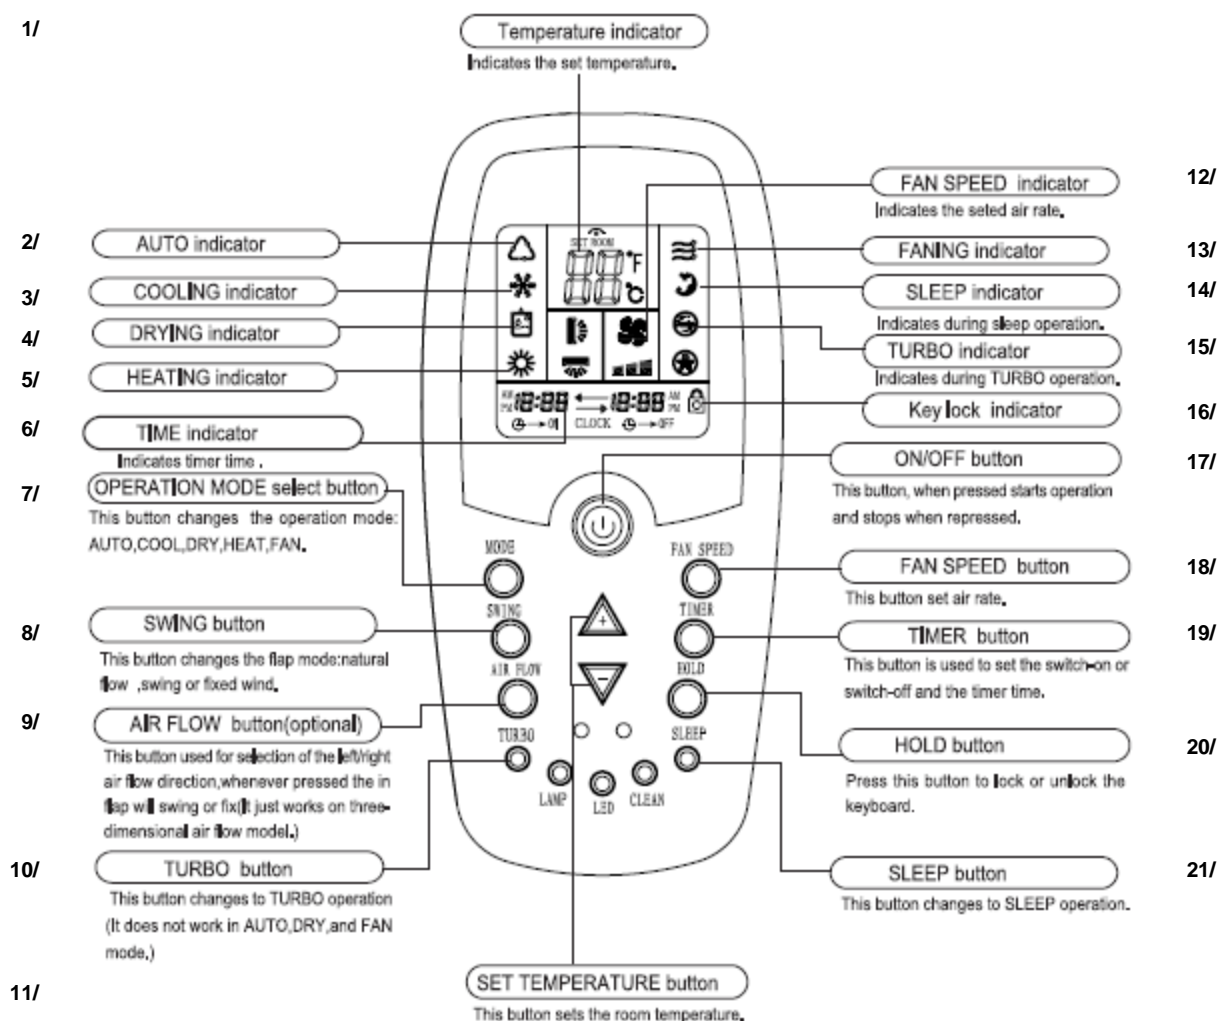 1/
Temperature indicator
Indicates the set temperature.
2/
AUTO indicator
3/
COOLING indicator
4/
DRYING indicator
5/
HEATING indicator
6/
TIME indicator
Indicates timer time .
7/
OPERATION MODE select button
This button changes the operation mode:
AUTO,COOL,DRY,HEAT,FAN.
8/
SWING button
This button changes the flap mode:natural
flow ,swing or fixed wind.
9/
AIR FLOW button(optional)
This button used for selection of the left/right
air flow direction,whenever pressed the in
flap will swing or fix(It just works on three-
dimensional air flow model.)
10/
TURBO button
This button changes to TURBO operation
(It does not work in AUTO,DRY,and FAN
mode.)
11/
SET TEMPERATURE button
This button sets the room temperature.
SET ROOM
88 °F
°C
AM
PM
18:88
18:88
AM
PM
ON
CLOCK
OFF
MODE
FAN SPEED
SWING
TIMER
+
AIR FLOW
HOLD
−
TURBO
SLEEP
LAMP
LED
CLEAN
FAN SPEED indicator
12/
Indicates the seted air rate.
FANING indicator
13/
SLEEP indicator
14/
Indicates during sleep operation.
TURBO indicator
15/
Indicates during TURBO operation.
Key lock indicator
16/
ON/OFF button
17/
This button, when pressed starts operation
and stops when repressed.
FAN SPEED button
18/
This button set air rate.
TIMER button
19/
This button is used to set the switch-on or
switch-off and the timer time.
HOLD button
20/
Press this button to lock or unlock the
keyboard.
SLEEP button
21/
This button changes to SLEEP operation.